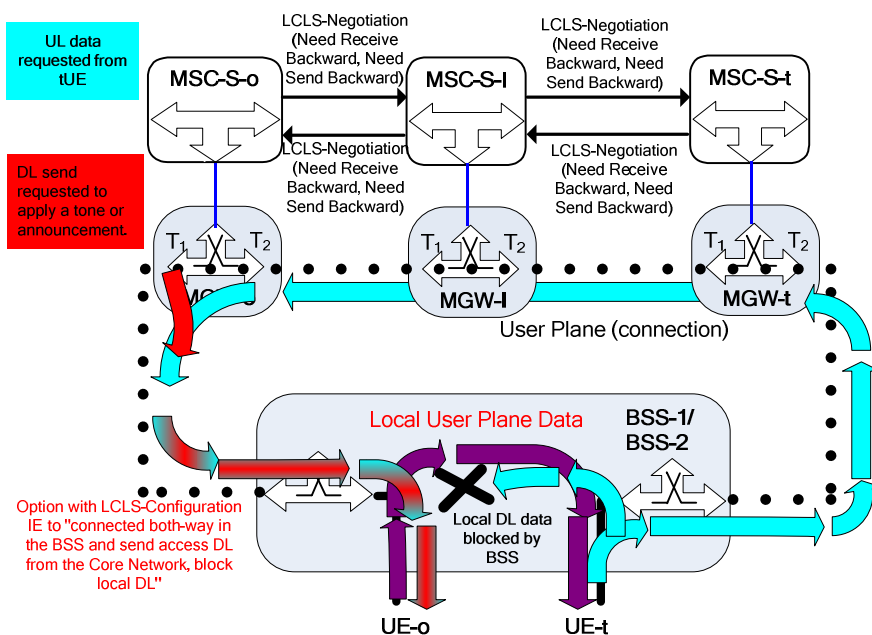 UL data
requested from
tUE
LCLS-Negotiation
(Need Receive
Backward, Need
Send Backward)
LCLS-Negotiation
(Need Receive
Backward, Need
Send Backward)
MSC-S-o
MSC-S-I
MSC-S-t
LCLS-Negotiation
(Need Receive
Backward, Need
Send Backward)
LCLS-Negotiation
(Need Receive
Backward, Need
Send Backward)
DL send
requested to
apply a tone or
announcement.
T1
T2
T1
T2
T1
T2
MGW-I
MGW-t
User Plane (connection)
Local User Plane Data
BSS-1/
BSS-2
Option with LCLS-Configuration
IE to "connected both-way in
the BSS and send access DL
from the Core Network, block
local DL"
Local DL data
blocked by
BSS
UE-o
UE-t